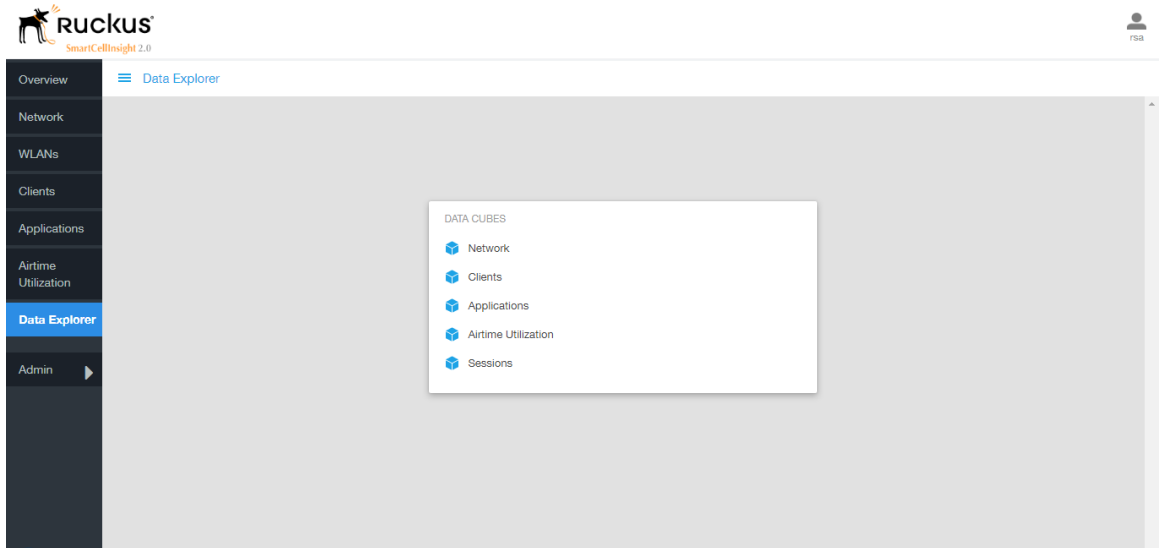 Ruckus
SmartCellInsight 2.0
rsa
Overview
Network
WLANs
Clients
Applications
Airtime
Utilization
Data Explorer
Admin
Data Explorer
DATA CUBES
Network
Clients
Applications
Airtime Utilization
Sessions